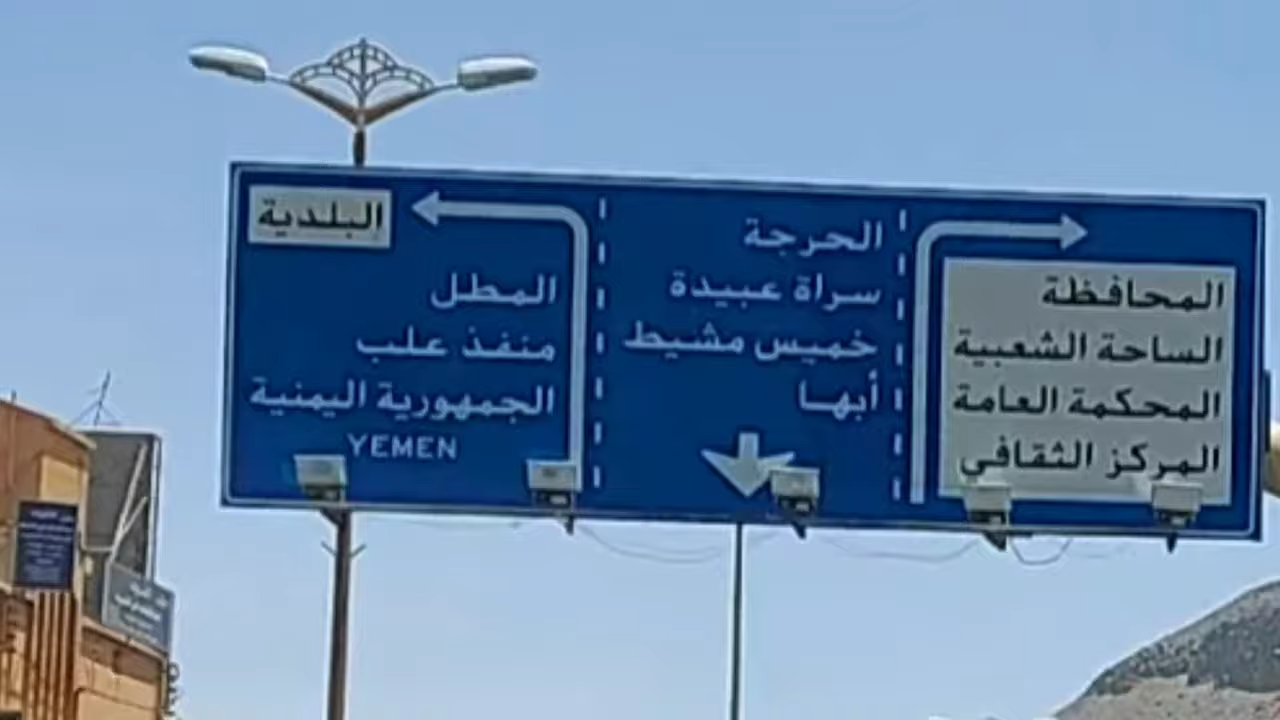 المحافظة
الساحة الشعبية
المحكمة العامة
المركز الثقافي
الحرجة
سراة عبيدة
خميس مشيط
أبها
البلدية
المطل
منفذ علب
الجمهورية اليمنية
YEMEN